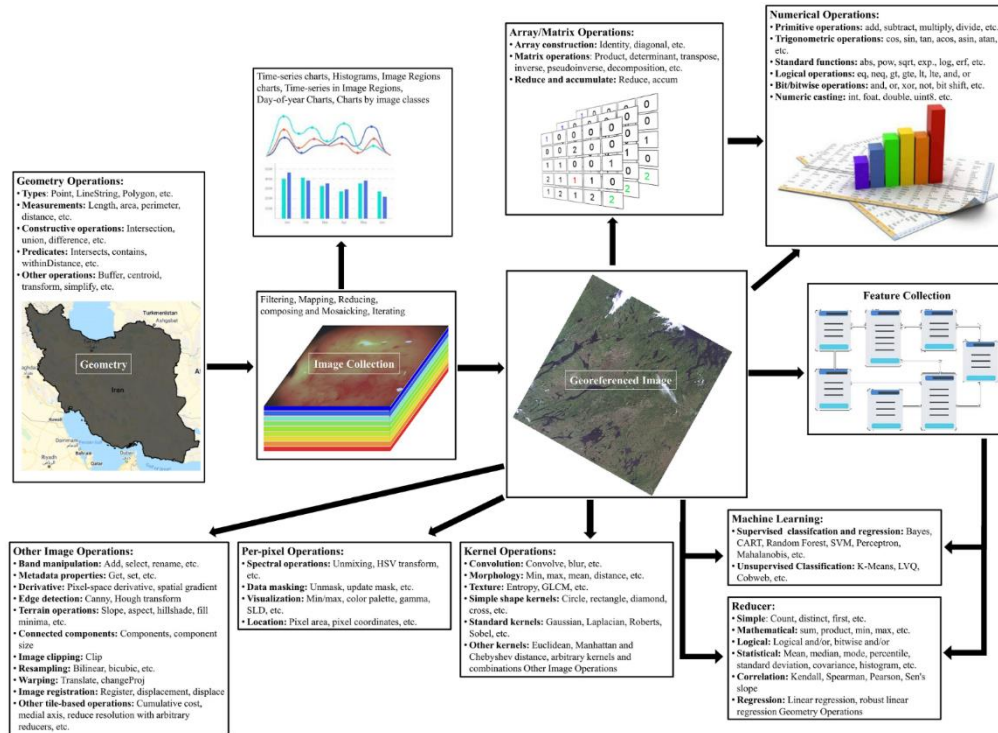 Geometry Operations:
• Types: Point, LineString, Polygon, etc.
• Measurements: Length, area, perimeter,
distance, etc.
• Constructive operations: Intersection,
union, difference, etc.
• Predicates: Intersects, contains,
withinDistance, etc.
• Other operations: Buffer, centroid,
transform, simplify, etc.
Turkmenistan
Ashgabat
Geometry
Iran
Bahrain
Qatar
Riyadh
Dubai
Time-series charts, Histograms, Image Regions
charts, Time-series in Image Regions,
Day-of-year Charts, Charts by image classes
Filtering, Mapping, Reducing,
composing and Mosaicking, Iterating
Image Collection
Array/Matrix Operations:
• Array construction: Identity, diagonal, etc.
• Matrix operations: Product, determinant, transpose,
inverse, pseudoinverse, decomposition, etc.
• Reduce and accumulate: Reduce, accum
Georeferenced Image
Numerical Operations:
• Primitive operations: add, subtract, multiply, divide, etc.
• Trigonometric operations: cos, sin, tan, acos, asin, atan,
etc.
• Standard functions: abs, pow, sqrt, exp., log, erf, etc.
• Logical operations: eq, neq, gt, gte, lt, lte, and, or
• Bit/bitwise operations: and, or, xor, not, bit shift, etc.
• Numeric casting: int, foat, double, uint8, etc.
Feature Collection
Other Image Operations:
• Band manipulation: Add, select, rename, etc.
• Metadata properties: Get, set, etc.
• Derivative: Pixel-space derivative, spatial gradient
• Edge detection: Canny, Hough transform
• Terrain operations: Slope, aspect, hillshade, fill
minima, etc.
• Connected components: Components, component
size
• Image clipping: Clip
• Resampling: Bilinear, bicubic, etc.
• Warping: Translate, changeProj
• Image registration: Register, displacement, displace
• Other tile-based operations: Cumulative cost,
medial axis, reduce resolution with arbitrary
reducers, etc.
Per-pixel Operations:
• Spectral operations: Unmixing, HSV transform,
etc.
• Data masking: Unmask, update mask, etc.
• Visualization: Min/max, color palette, gamma,
SLD, etc.
• Location: Pixel area, pixel coordinates, etc.
Kernel Operations:
• Convolution: Convolve, blur, etc.
• Morphology: Min, max, mean, distance, etc.
• Texture: Entropy, GLCM, etc.
• Simple shape kernels: Circle, rectangle, diamond,
cross, etc.
• Standard kernels: Gaussian, Laplacian, Roberts,
Sobel, etc.
• Other kernels: Euclidean, Manhattan and
Chebyshev distance, arbitrary kernels and
combinations Other Image Operations
Machine Learning:
• Supervised classifcation and regression: Bayes,
CART, Random Forest, SVM, Perceptron,
Mahalanobis, etc.
• Unsupervised Classification: K-Means, LVQ,
Cobweb, etc.
Reducer:
• Simple: Count, distinct, first, etc.
• Mathematical: sum, product, min, max, etc.
• Logical: Logical and/or, bitwise and/or
• Statistical: Mean, median, mode, percentile,
standard deviation, covariance, histogram, etc.
• Correlation: Kendall, Spearman, Pearson, Sen's
slope
• Regression: Linear regression, robust linear
regression Geometry Operations